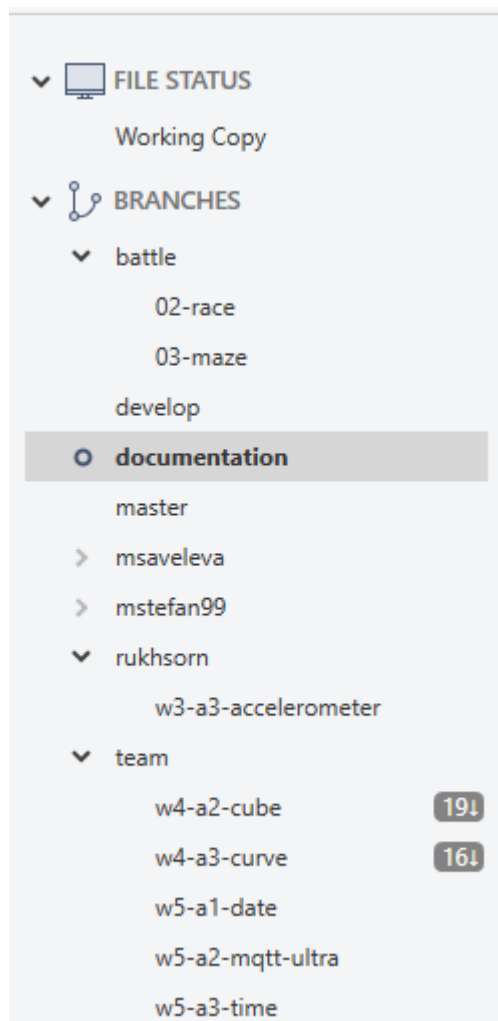 FILE STATUS
Working Copy
BRANCHES
battle
02-race
03-maze
develop
documentation
master
msaveleva
mstefan99
rukhsorn
w3-a3-accelerometer
team
w4-a2-cube 19↓
w4-a3-curve 16↓
w5-a1-date
w5-a2-mqtt-ultra
w5-a3-time